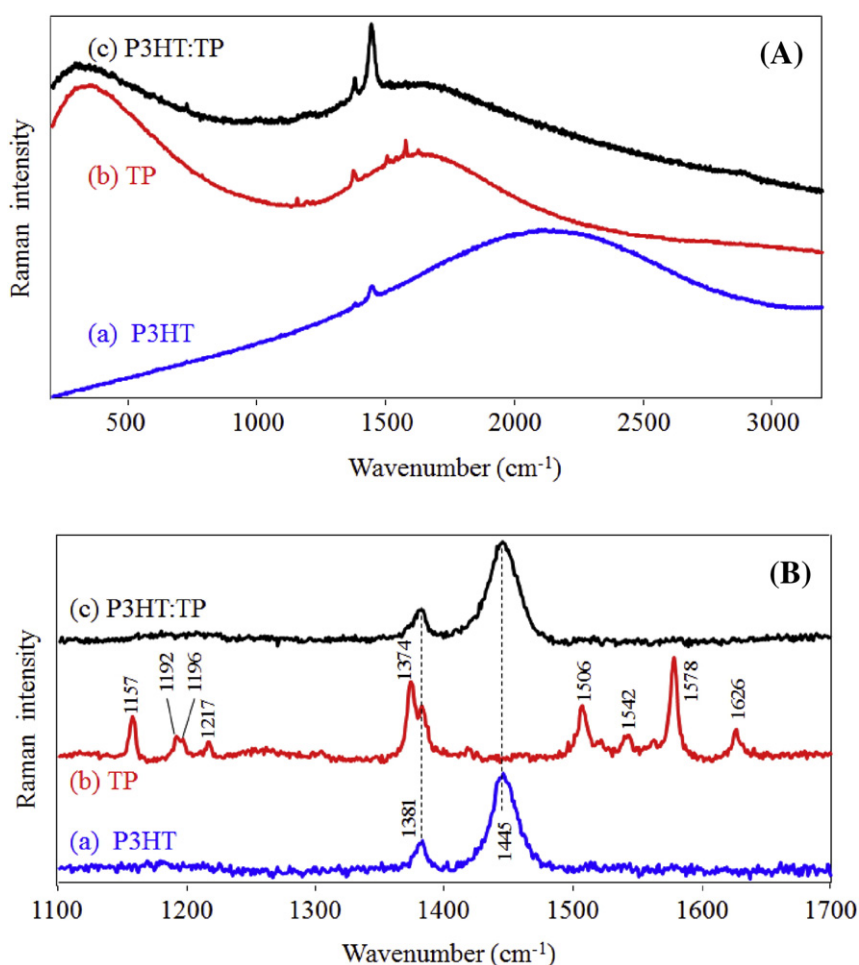 (c) P3HT:TP
(A)
(b) TP
(a) P3HT
Raman intensity
500 1000 1500 2000 2500 3000
Wavenumber (cm-1)
(B)
(c) P3HT:TP
1157
1192
1196
1217
1374
1506
1542
1578
1626
(b) TP
(a) P3HT
1381
1445
Raman intensity
1100 1200 1300 1400 1500 1600 1700
Wavenumber (cm-1)